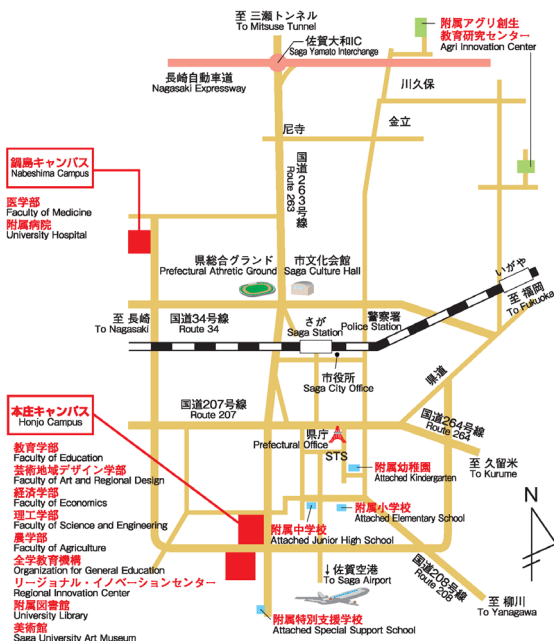 至 三瀬トンネル
To Mitsuse Tunnel
佐賀大和IC
Saga Yamato Interchange
附属アグリ創生
教育研究センター
Agri Innovation Center
長崎自動車道
Nagasaki Expressway
川久保
金立
尼寺
国道263号線
Route 263
鍋島キャンパス
Nabeshima Campus
医学部
Faculty of Medicine
附属病院
University Hospital
県総合グランド
Prefectural Athretic Ground
市文化会館
Saga Culture Hall
いがや
至 福岡
To Fukuoka
至 長崎
To Nagasaki
国道34号線
Route 34
さが
Saga Station
警察署
Police Station
市役所
Saga City Office
県道
本庄キャンパス
Honjo Campus
国道207号線
Route 207
国道264号線
Route 264
県庁
Prefectural Office
STS
至 久留米
To Kurume
教育学部
Faculty of Education
芸術地域デザイン学部
Faculty of Art and Regional Design
経済学部
Faculty of Economics
理工学部
Faculty of Science and Engineering
農学部
Faculty of Agriculture
全学教育機構
Organization for General Education
リージョナル・イノベーションセンター
Regional Innovation Center
附属図書館
University Library
美術館
Saga University Art Museum
附属幼稚園
Attached Kindergarten
附属小学校
Attached Elementary School
附属中学校
Attached Junior High School
N
↓佐賀空港
To Saga Airport
国道208号線
Route 208
至 柳川
To Yanagawa
附属特別支援学校
Attached Special Support School